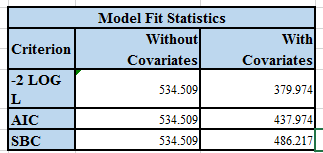 Model Fit Statistics
Criterion Without Covariates With Covariates
-2 LOG L 534.509 379.974
AIC 534.509 437.974
SBC 534.509 486.217